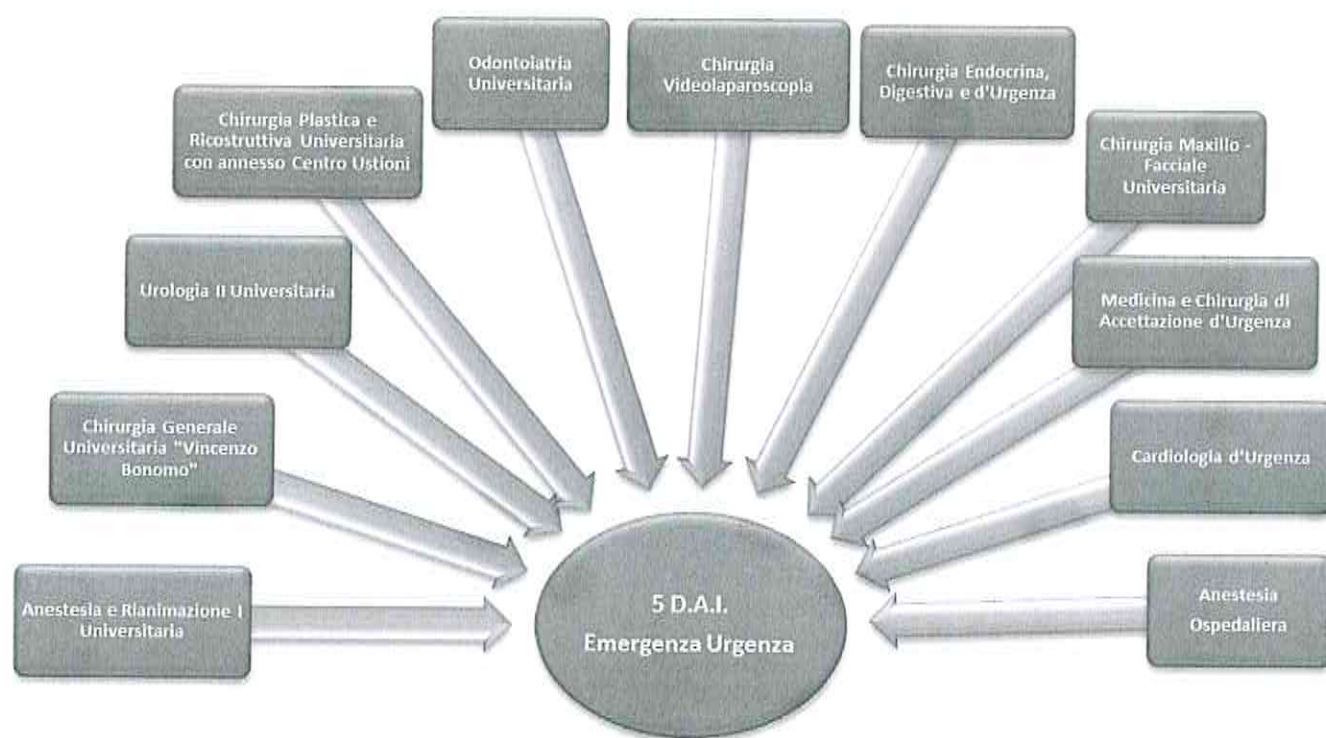 Odontoiatria
Universitaria
Chirurgia
Videolaparoscopia
Chirurgia Endocrina,
Digestiva e d'Urgenza
Chirurgia Plastica e
Ricostruttiva Universitaria
con annesso Centro Ustioni
Chirurgia Maxillo -
Facciale
Universitaria
Urologia II Universitaria
Medicina e Chirurgia di
Accettazione d'Urgenza
Chirurgia Generale
Universitaria "Vincenzo
Bonomo"
Cardiologia d'Urgenza
Anestesia e Rianimazione I
Universitaria
5 D.A.I.
Emergenza Urgenza
Anestesia
Ospedaliera